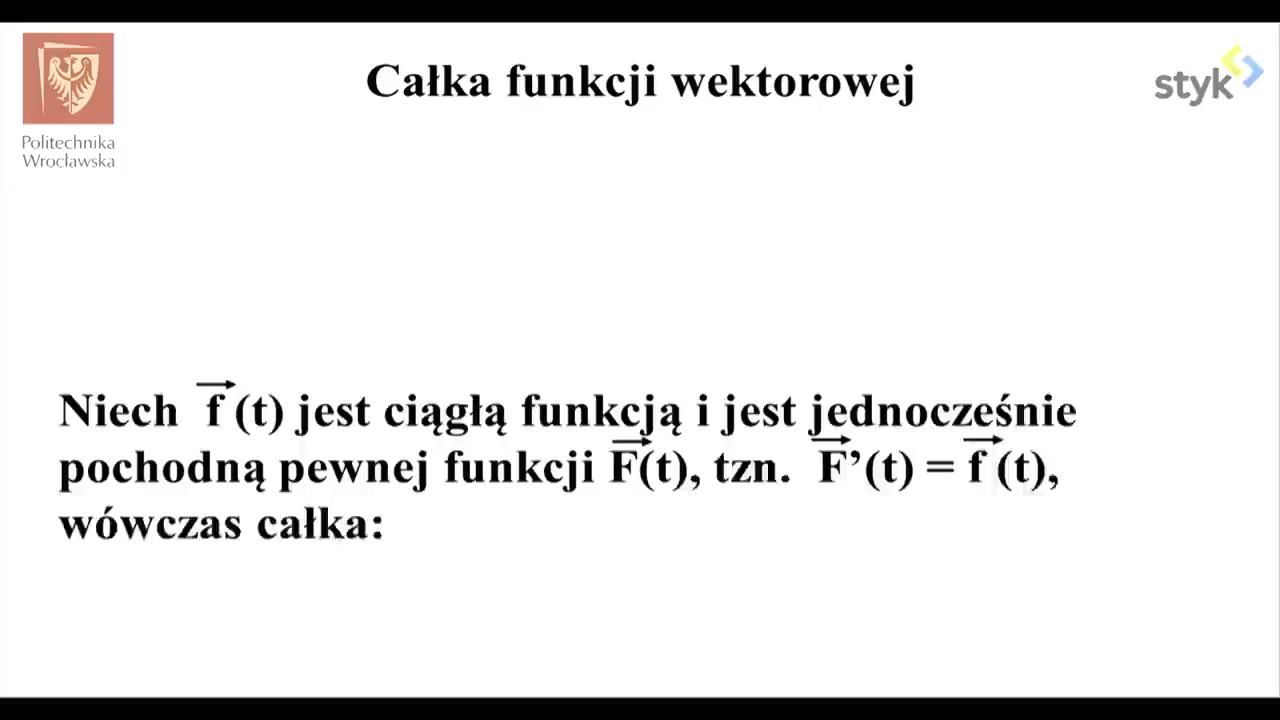 Politechnika
Wrocławska
Całka funkcji wektorowej
styk
Niech f⃗ (t) jest ciągłą funkcją i jest jednocześnie
pochodną pewnej funkcji F⃗(t), tzn. F⃗’(t) = f⃗ (t),
wówczas całka: